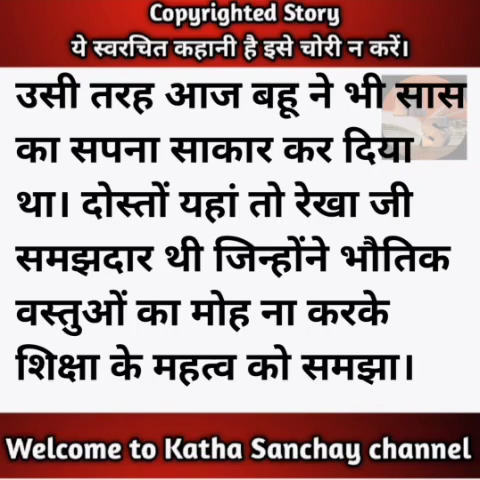 Copyrighted Story
ये स्वरचित कहानी है इसे चोरी न करें।
उसी तरह आज बहू ने भी सास
का सपना साकार कर दिया
था। दोस्तों यहां तो रेखा जी
समझदार थी जिन्होंने भौतिक
वस्तुओं का मोह ना करके
शिक्षा के महत्व को समझा।
Welcome to Katha Sanchay channel